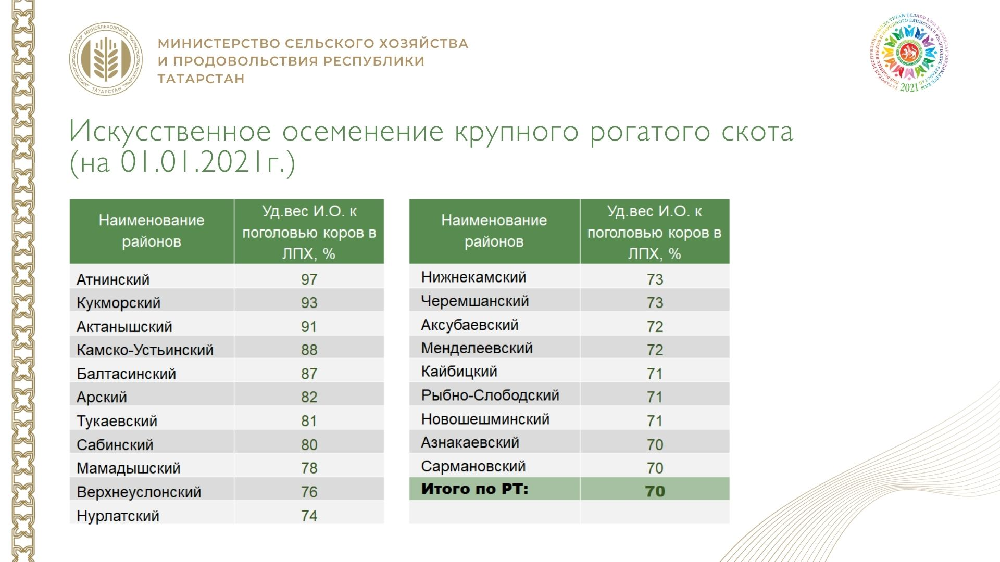 МИНСЕЛЬХОЗПРОД
ТАТАРСТАН
МИНИСТЕРСТВО СЕЛЬСКОГО ХОЗЯЙСТВА
И ПРОДОВОЛЬСТВИЯ РЕСПУБЛИКИ
ТАТАРСТАН
ТАТАРСТАН РЕСПУБЛИКАСЫНДА ТУГАН ТЕЛЛӘР ҺӘМ ХАЛЫКЛАР БЕРДӘМЛЕГЕ ЕЛЫ
ГОД РОДНЫХ ЯЗЫКОВ И НАРОДНОГО ЕДИНСТВА В РЕСПУБЛИКЕ ТАТАРСТАН
2021
Искусственное осеменение крупного рогатого скота
(на 01.01.2021г.)
Наименование
районов
Уд.вес И.О. к
поголовью коров в
ЛПХ, %
Атнинский 97
Кукморский 93
Актанышский 91
Камско-Устьинский 88
Балтасинский 87
Арский 82
Тукаевский 81
Сабинский 80
Мамадышский 78
Верхнеуслонский 76
Нурлатский 74
Наименование
районов
Уд.вес И.О. к
поголовью коров в
ЛПХ, %
Нижнекамский 73
Черемшанский 73
Аксубаевский 72
Менделеевский 72
Кайбицкий 71
Рыбно-Слободский 71
Новошешминский 71
Азнакаевский 70
Сармановский 70
Итого по РТ: 70